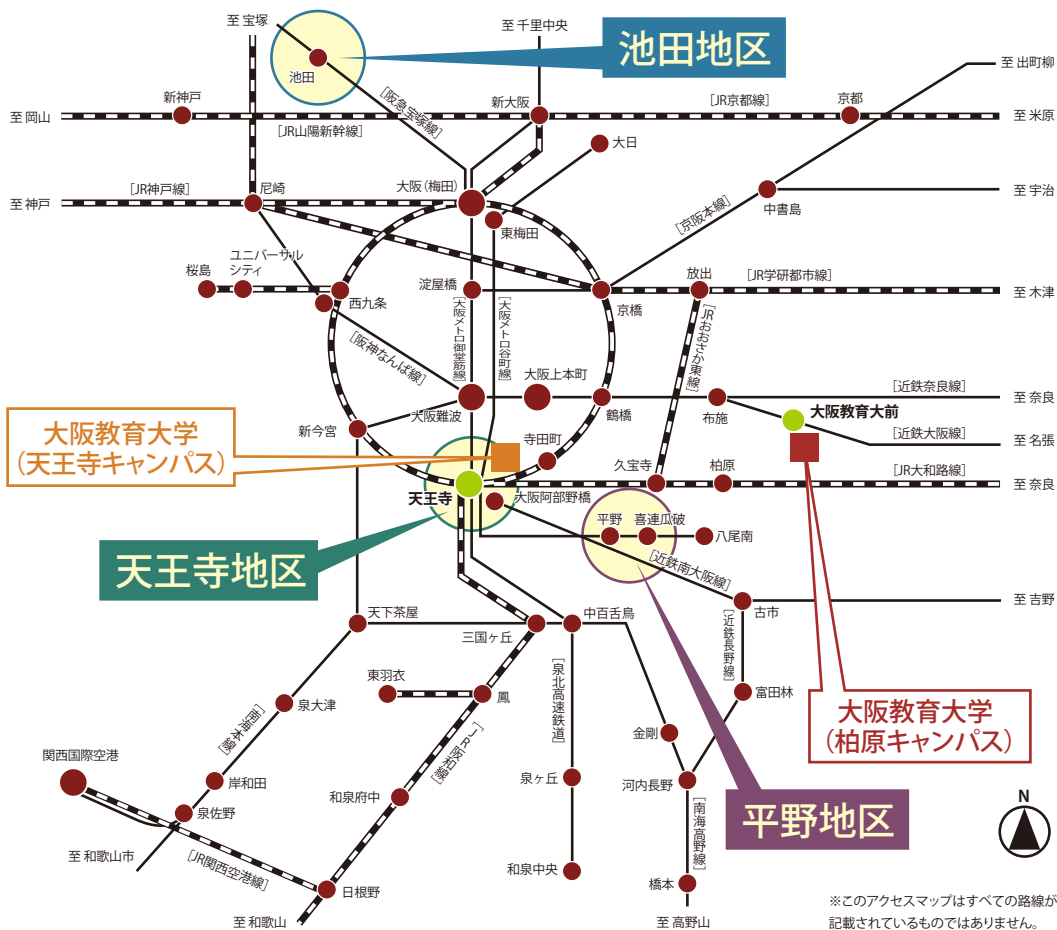 至 宝塚
至 千里中央
池田地区
至 出町柳
池田
[阪急宝塚線]
新神戸
新大阪
[JR京都線]
京都
至 岡山
[JR山陽新幹線]
至 米原
大日
[JR神戸線]
尼崎
大阪(梅田)
至 神戸
中書島
至 宇治
東梅田
[京阪本線]
ユニバーサル
シティ
桜島
西九条
淀屋橋
京橋
放出
[JR学研都市線]
至 木津
[大阪メトロ御堂筋線]
[大阪メトロ谷町線]
[JRおおさか東線]
[阪神なんば線]
大阪上本町
[近鉄奈良線]
至 奈良
大阪難波
鶴橋
布施
大阪教育大前
大阪教育大学
(天王寺キャンパス)
新今宮
寺田町
[近鉄大阪線]
至 名張
久宝寺
柏原
[JR大和路線]
至 奈良
天王寺
大阪阿部野橋
平野
喜連瓜破
八尾南
天王寺地区
[近鉄南大阪線]
至 吉野
古市
天下茶屋
三国ヶ丘
中百舌鳥
[近鉄長野線]
東羽衣
鳳
[泉北高速鉄道]
富田林
泉大津
[南海本線]
[JR阪和線]
金剛
大阪教育大学
(柏原キャンパス)
関西国際空港
岸和田
和泉府中
泉ヶ丘
河内長野
平野地区
泉佐野
[南海高野線]
至 和歌山市
[JR関西空港線]
日根野
和泉中央
橋本
至 和歌山
至 高野山
N
※このアクセスマップはすべての路線が
記載されているものではありません。